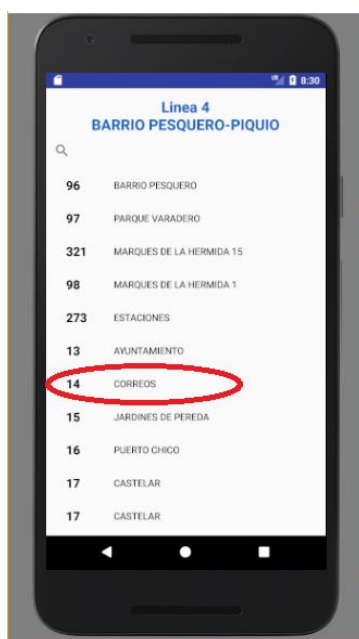 8:30
Linea 4
BARRIO PESQUERO-PIQUIO
96 BARRIO PESQUERO
97 PARQUE VARADERO
321 MARQUES DE LA HERMIDA 15
98 MARQUES DE LA HERMIDA 1
273 ESTACIONES
13 AYUNTAMIENTO
14 CORREOS
15 JARDINES DE PEREDA
16 PUERTO CHICO
17 CASTELAR
17 CASTELAR